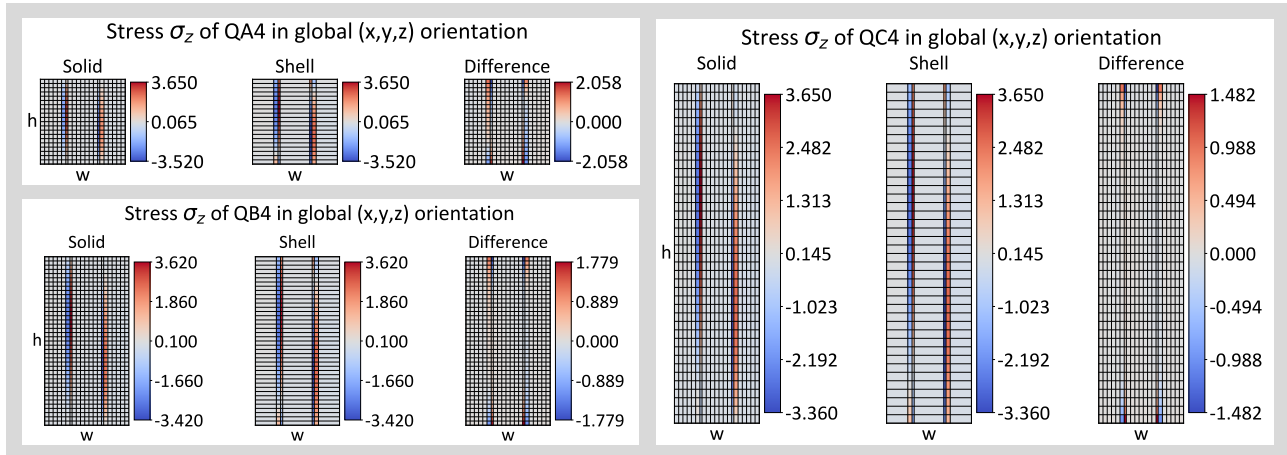 Stress σz of QA4 in global (x,y,z) orientation
Solid
Shell
Difference
3.650
0.065
-3.520
3.650
0.065
-3.520
2.058
0.000
-2.058
h
w
w
w
Stress σz of QB4 in global (x,y,z) orientation
Solid
Shell
Difference
3.620
1.860
0.100
-1.660
-3.420
3.620
1.860
0.100
-1.660
-3.420
1.779
0.889
0.000
-0.889
-1.779
h
w
w
w
Stress σz of QC4 in global (x,y,z) orientation
Solid
Shell
Difference
3.650
2.482
1.313
0.145
-1.023
-2.192
-3.360
3.650
2.482
1.313
0.145
-1.023
-2.192
-3.360
1.482
0.988
0.494
0.000
-0.494
-0.988
-1.482
h
w
w
w